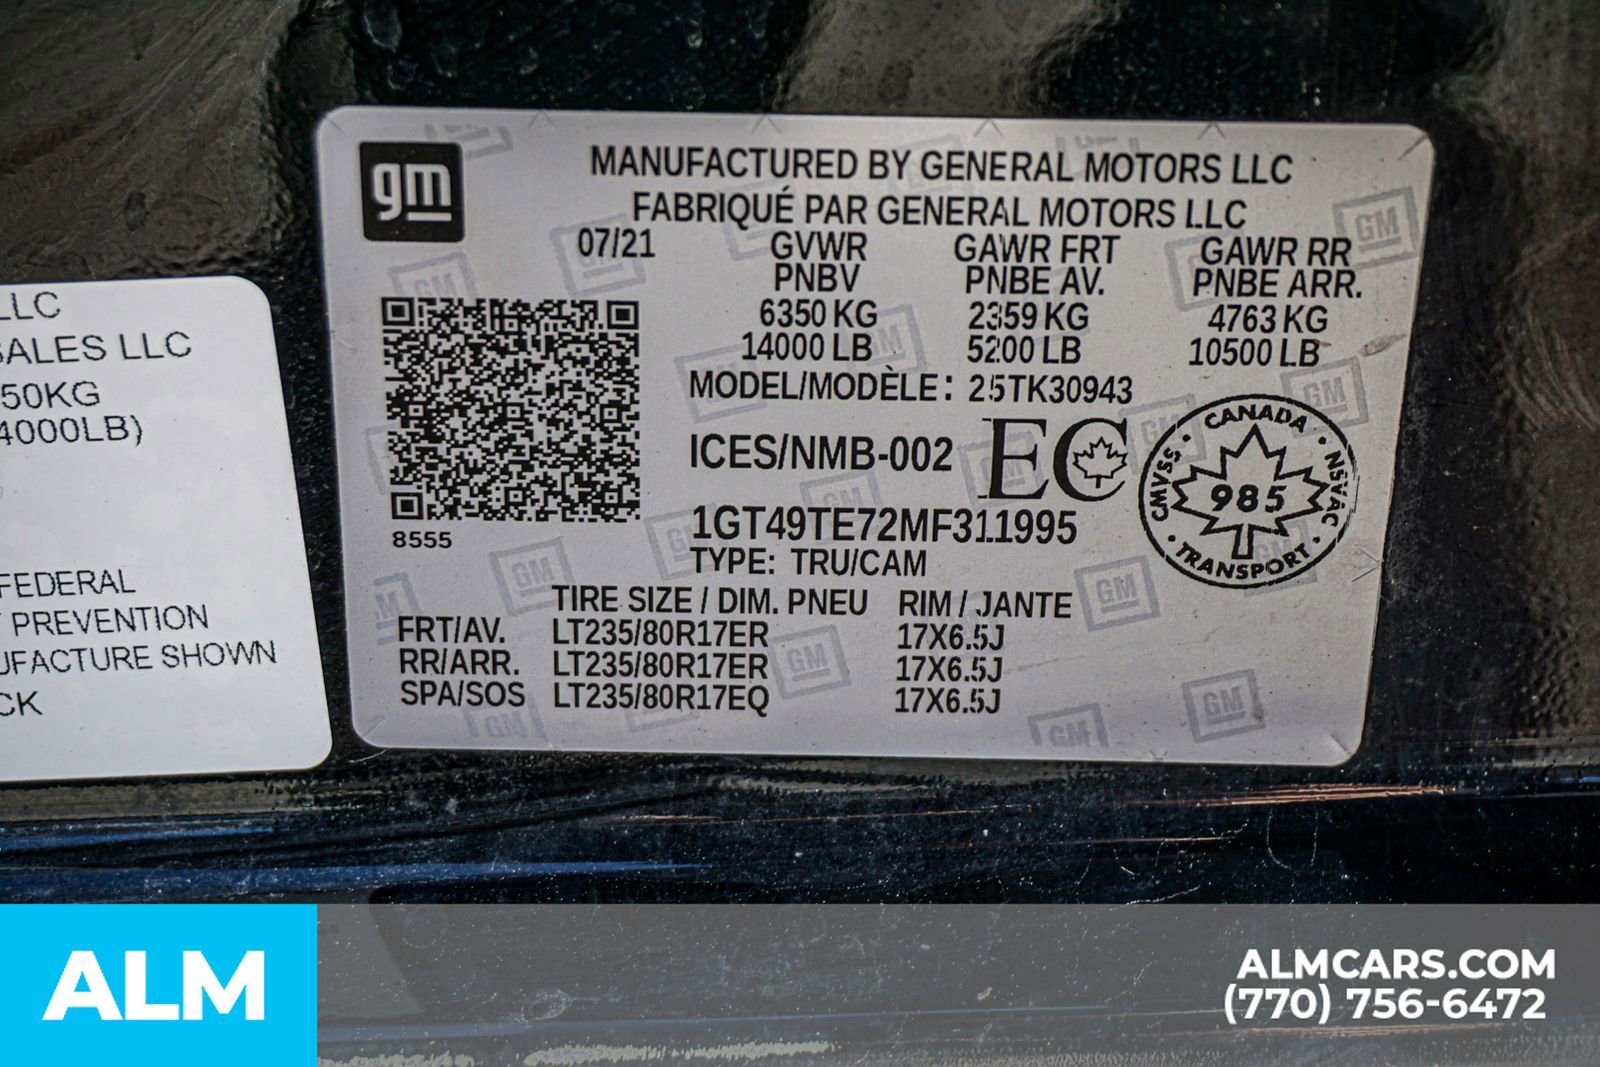 LLC
SALES LLC
50KG
4000LB)
FEDERAL
PREVENTION
UFACTURE SHOWN
CK
gm
MANUFACTURED BY GENERAL MOTORS LLC
FABRIQUÉ PAR GENERAL MOTORS LLC
07/21 GVWR GAWR FRT GAWR RR
PNBV PNBE AV. PNBE ARR.
6350 KG 2359 KG 4763 KG
14000 LB 5200 LB 10500 LB
MODEL/MODÈLE: 25TK30943
ICES/NMB-002 EC
CANADA
CMVSS 985 NSVAC
TRANSPORT
1GT49TE72MF311995
8555
TYPE: TRU/CAM
TIRE SIZE / DIM. PNEU RIM / JANTE
FRT/AV. LT235/80R17ER 17X6.5J
RR/ARR. LT235/80R17ER 17X6.5J
SPA/SOS LT235/80R17EQ 17X6.5J
ALM
ALMCARS.COM
(770) 756-6472